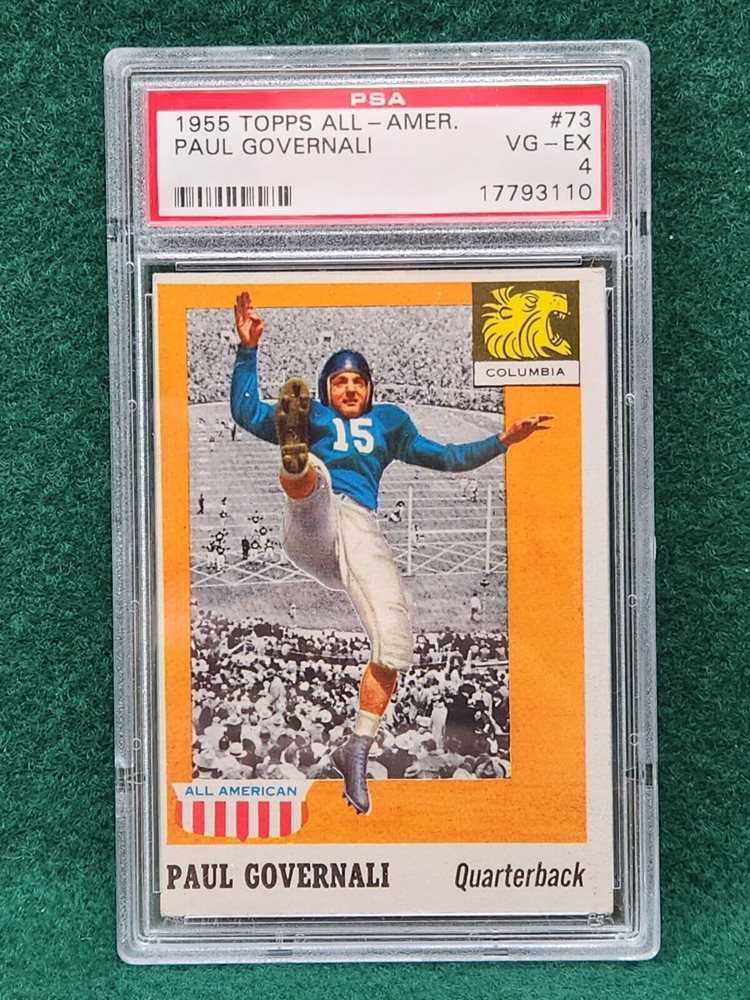 PSA
1955 TOPPS ALL-AMER. #73
PAUL GOVERNALI VG-EX
4
17793110
COLUMBIA
15
ALL AMERICAN
PAUL GOVERNALI Quarterback